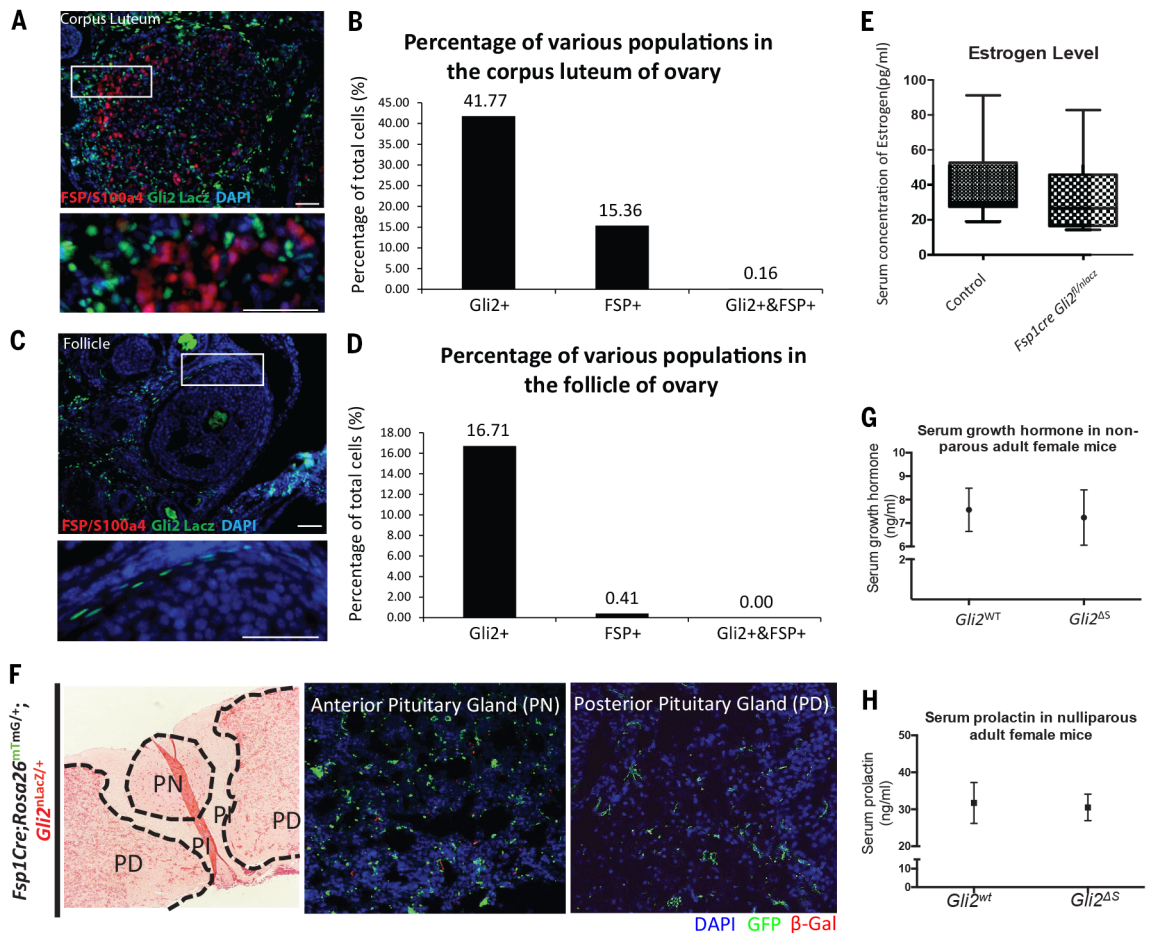 A
Corpus Luteum
FSP/S100a4 Gli2 Lacz DAPI
B
Percentage of various populations in
the corpus luteum of ovary
Percentage of total cells (%)
45.00
40.00
35.00
30.00
25.00
20.00
15.00
10.00
5.00
0.00
41.77
15.36
0.16
Gli2+
FSP+
Gli2+&FSP+
C
Follicle
FSP/S100a4 Gli2 Lacz DAPI
D
Percentage of various populations in
the follicle of ovary
Percentage of total cells (%)
18.00
16.00
14.00
12.00
10.00
8.00
6.00
4.00
2.00
0.00
16.71
0.41
0.00
Gli2+
FSP+
Gli2+&FSP+
E
Estrogen Level
Serum concentration of Estrogen(pg/ml)
100
80
60
40
20
0
Control
Fsp1cre Gli2fl/nlacz
F
Fsp1Cre;Rosa26mTmG/+;
Gli2nLacZ/+
PN
PI
PD
PI
PD
Anterior Pituitary Gland (PN)
Posterior Pituitary Gland (PD)
DAPI GFP β-Gal
G
Serum growth hormone in non-
parous adult female mice
Serum growth hormone
(ng/ml)
10
9
8
7
6
2
Gli2WT
Gli2ΔS
H
Serum prolactin in nulliparous
adult female mice
Serum prolactin
(ng/ml)
50
40
30
20
10
0
Gli2wt
Gli2ΔS